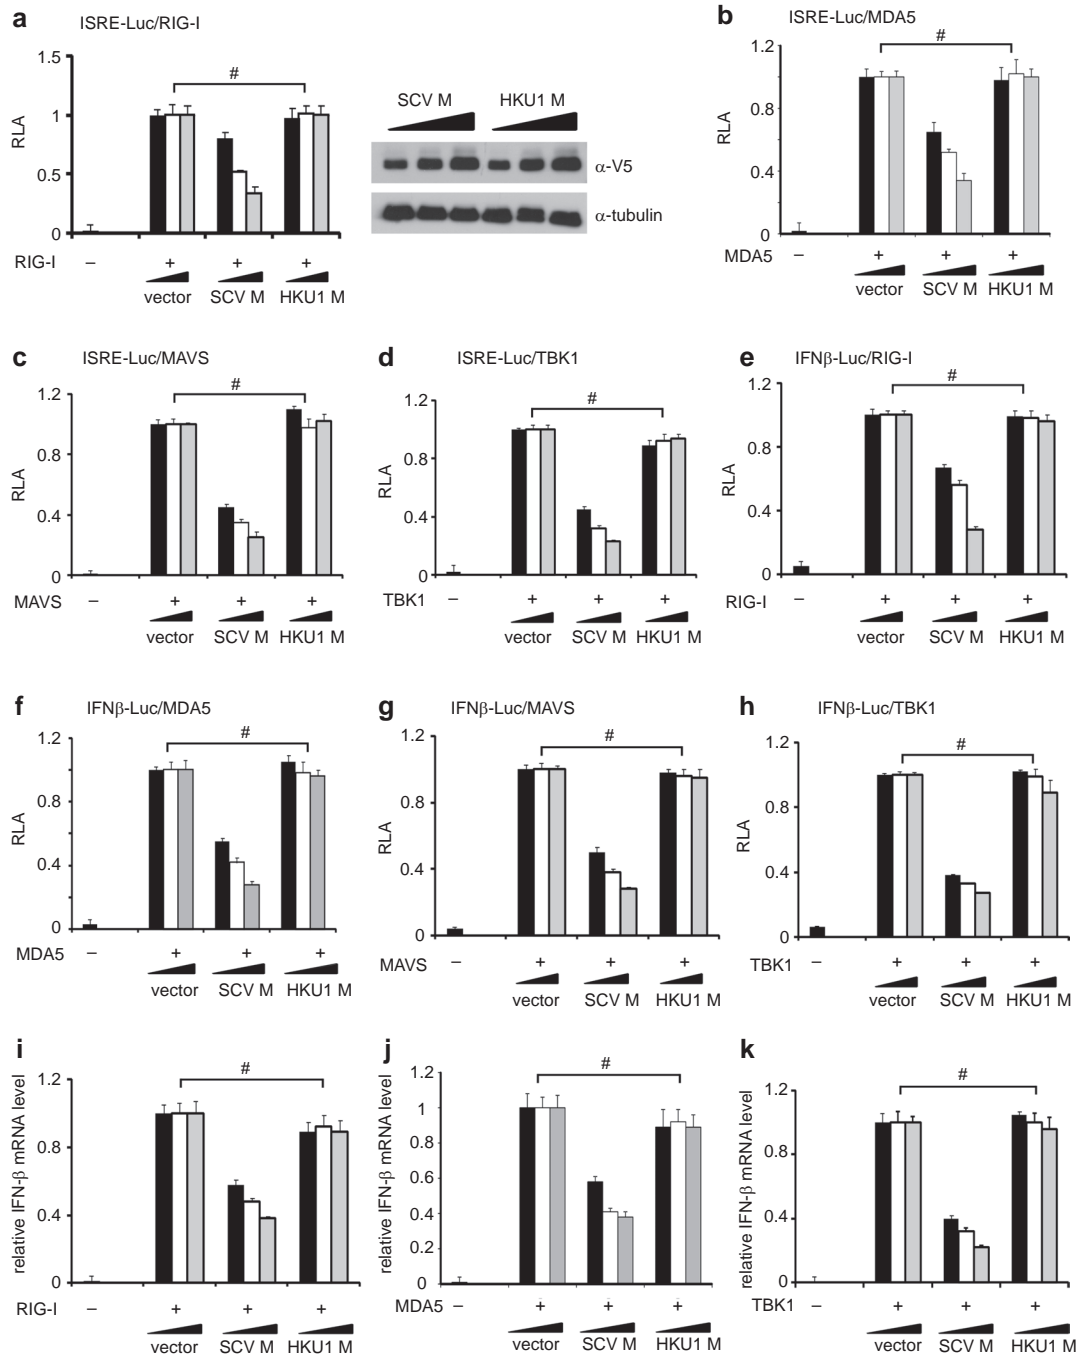 a ISRE-Luc/RIG-I
RLA
1.5
1
0.5
0
#
RIG-I – + + +
vector SCV M HKU1 M
SCV M HKU1 M
α-V5
α-tubulin
b ISRE-Luc/MDA5
RLA
1.2
0.8
0.4
0
#
MDA5 – + + +
vector SCV M HKU1 M
c ISRE-Luc/MAVS
RLA
1.2
0.8
0.4
0
#
MAVS – + + +
vector SCV M HKU1 M
d ISRE-Luc/TBK1
RLA
1.2
0.8
0.4
0
#
TBK1 – + + +
vector SCV M HKU1 M
e IFNβ-Luc/RIG-I
RLA
1.2
0.8
0.4
0
#
RIG-I – + + +
vector SCV M HKU1 M
f IFNβ-Luc/MDA5
RLA
1.2
0.8
0.4
0
#
MDA5 – + + +
vector SCV M HKU1 M
g IFNβ-Luc/MAVS
RLA
1.2
0.8
0.4
0
#
MAVS – + + +
vector SCV M HKU1 M
h IFNβ-Luc/TBK1
RLA
1.2
0.8
0.4
0
#
TBK1 – + + +
vector SCV M HKU1 M
i
relative IFN-β mRNA level
1.2
0.8
0.4
0
#
RIG-I – + + +
vector SCV M HKU1 M
j
relative IFN-β mRNA level
1.2
1
0.8
0.6
0.4
0.2
0
#
MDA5 – + + +
vector SCV M HKU1 M
k
relative IFN-β mRNA level
1.2
0.8
0.4
0
#
TBK1 – + + +
vector SCV M HKU1 M